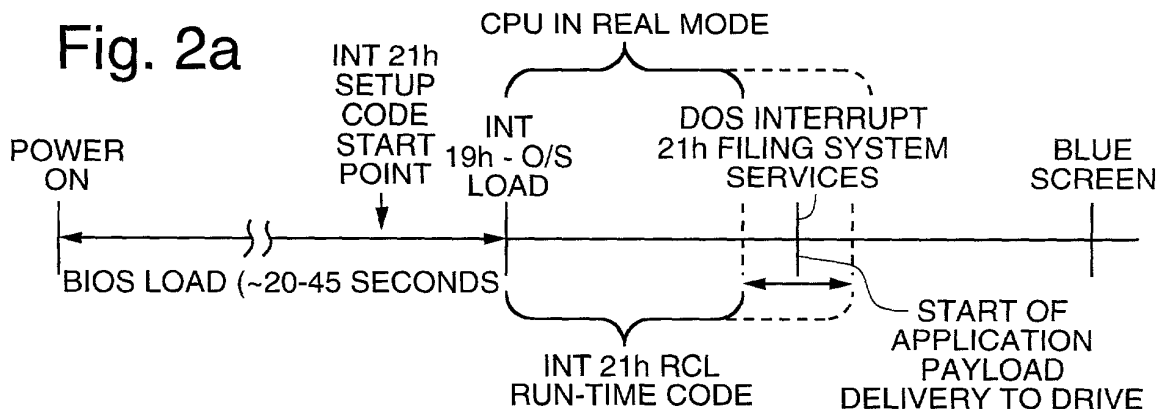 Fig. 2a
CPU IN REAL MODE
INT 21h
SETUP
CODE
START
POINT
POWER
ON
INT
19h - O/S
LOAD
DOS INTERRUPT
21h FILING SYSTEM
SERVICES
BLUE
SCREEN
BIOS LOAD (~20-45 SECONDS
INT 21h RCL
RUN-TIME CODE
START OF
APPLICATION
PAYLOAD
DELIVERY TO DRIVE